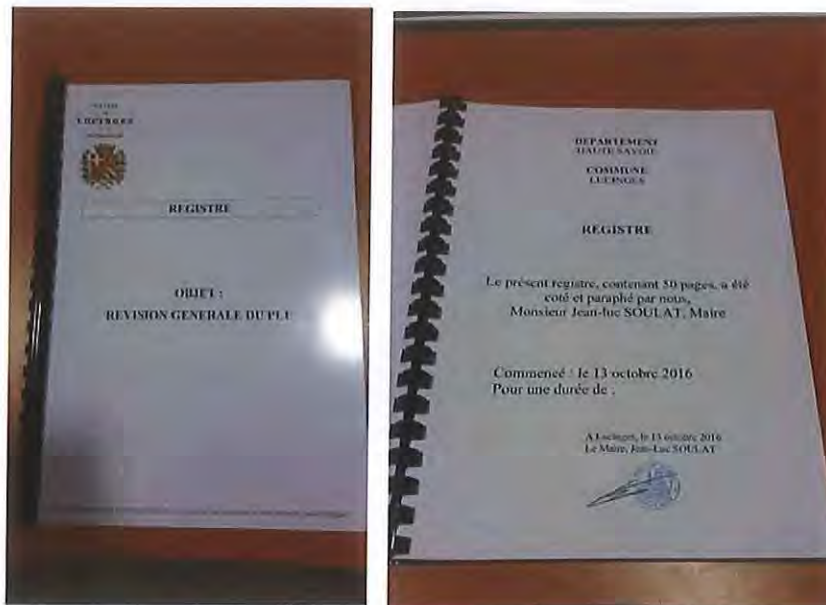 LUCINGES
REGISTRE
OBJET :
REVISION GENERALE DU PLU
DEPARTEMENT
HAUTE SAVOIE
COMMUNE
LUCINGES
REGISTRE
Le présent registre, contenant 50 pages, a été
coté et paraphé par nous,
Monsieur Jean-luc SOULAT, Maire
Commencé : le 13 octobre 2016
Pour une durée de :
A Lucinges, le 13 octobre 2016
Le Maire, Jean-Luc SOULAT